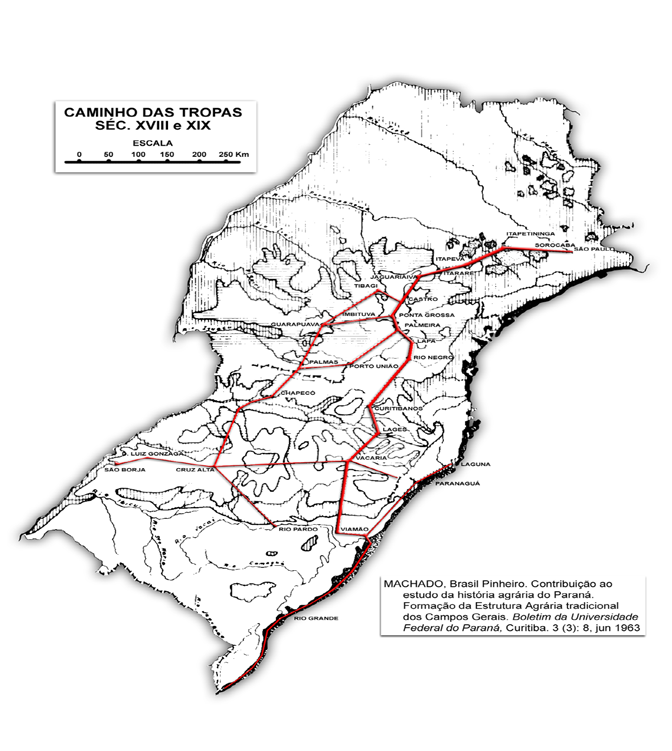 CAMINHO DAS TROPAS
SÉC. XVIII e XIX
ESCALA
0 50 100 150 200 250 Km
ITAPETININGA
SOROCABA
SÃO PAULO
ITAPEVA
ITARARÉ
JAGUARIAIVA
TIBAGI
CASTRO
IMBITUVA
PONTA GROSSA
GUARAPUAVA
PALMEIRA
LAPA
RIO NEGRO
PALMAS
PORTO UNIÃO
CHAPECÓ
CURITIBANOS
LAGES
S. LUIZ GONZAGA
VACARIA
LAGUNA
SÃO BORJA
CRUZ ALTA
PARANAGUÁ
RIO PARDO
VIAMÃO
RIO GRANDE
MACHADO, Brasil Pinheiro. Contribuição ao
estudo da história agrária do Paraná.
Formação da Estrutura Agrária tradicional
dos Campos Gerais. Boletim da Universidade
Federal do Paraná, Curitiba. 3 (3): 8, jun 1963